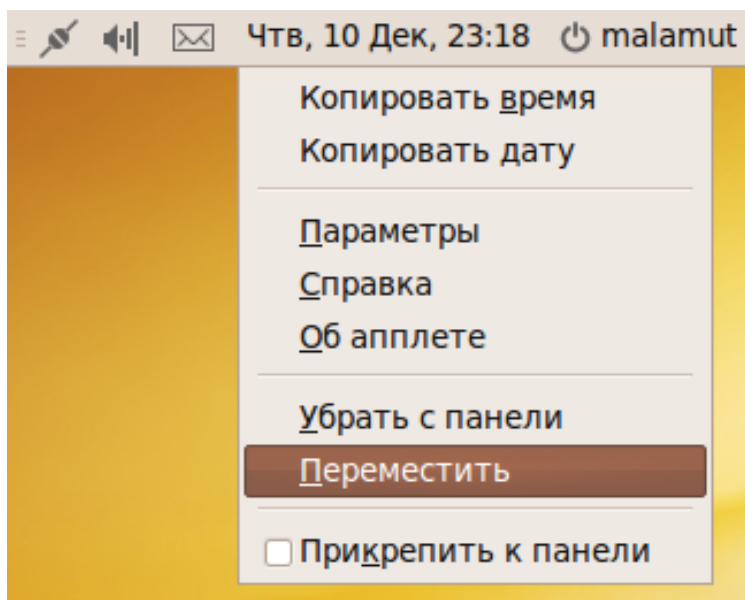 Чтв, 10 Дек, 23:18 malamut
Копировать время
Копировать дату
Параметры
Справка
Об апплете
Убрать с панели
Переместить
Прикрепить к панели